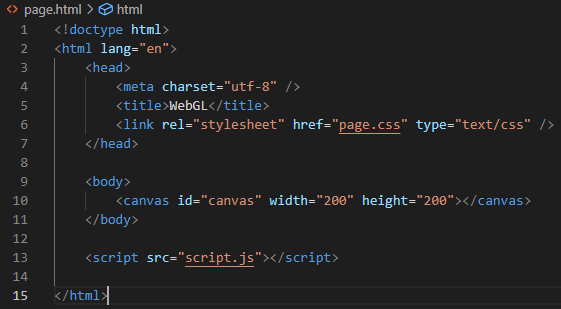 page.html > html
1 <!doctype html>
2 <html lang="en">
3 <head>
4 <meta charset="utf-8" />
5 <title>WebGL</title>
6 <link rel="stylesheet" href="page.css" type="text/css" />
7 </head>
8
9 <body>
10 <canvas id="canvas" width="200" height="200"></canvas>
11 </body>
12
13 <script src="script.js"></script>
14
15 </html>